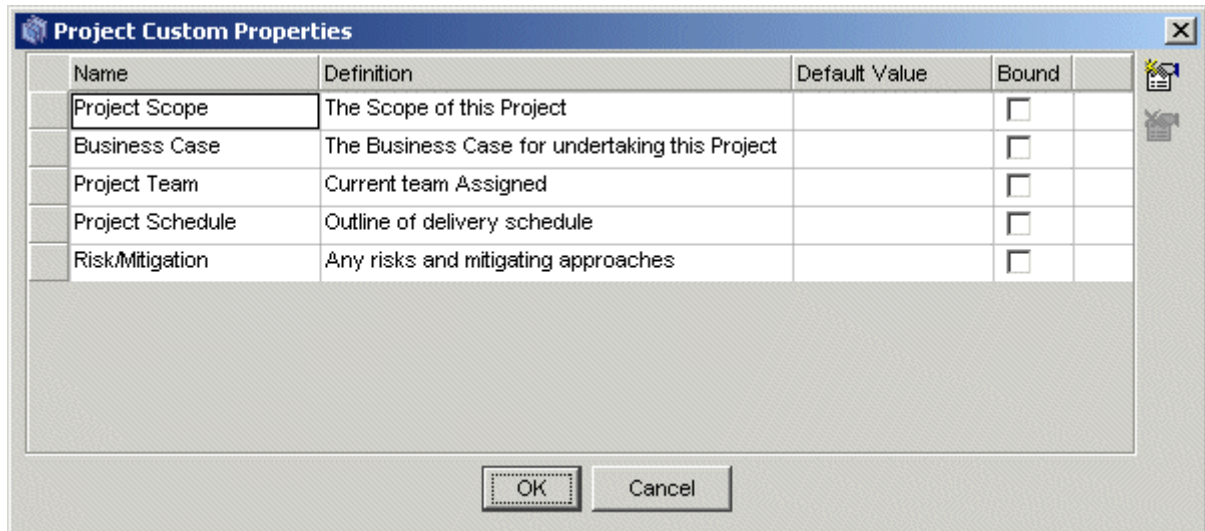 Project Custom Properties
Name Definition Default Value Bound
Project Scope The Scope of this Project
Business Case The Business Case for undertaking this Project
Project Team Current team Assigned
Project Schedule Outline of delivery schedule
Risk/Mitigation Any risks and mitigating approaches
OK Cancel